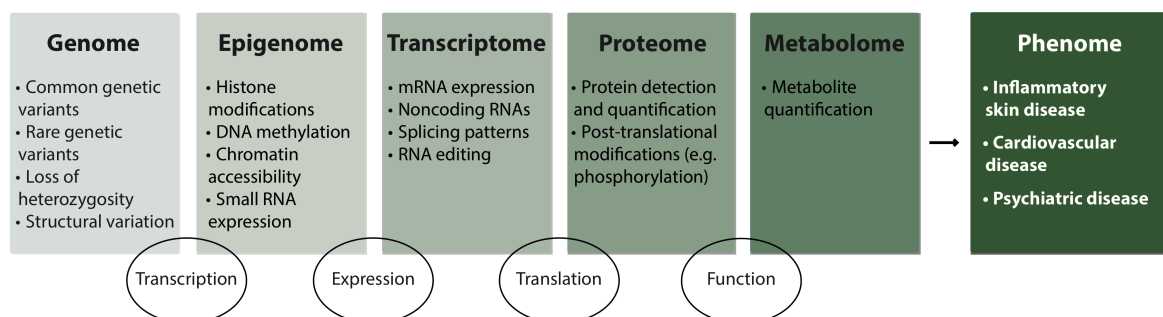 Genome
• Common genetic
variants
• Rare genetic
variants
• Loss of
heterozygosity
• Structural variation
Epigenome
• Histone
modifications
• DNA methylation
• Chromatin
accessibility
• Small RNA
expression
Transcriptome
• mRNA expression
• Noncoding RNAs
• Splicing patterns
• RNA editing
Proteome
• Protein detection
and quantification
• Post-translational
modifications (e.g.
phosphorylation)
Metabolome
• Metabolite
quantification
Phenome
• Inflammatory
skin disease
• Cardiovascular
disease
• Psychiatric disease
Transcription
Expression
Translation
Function